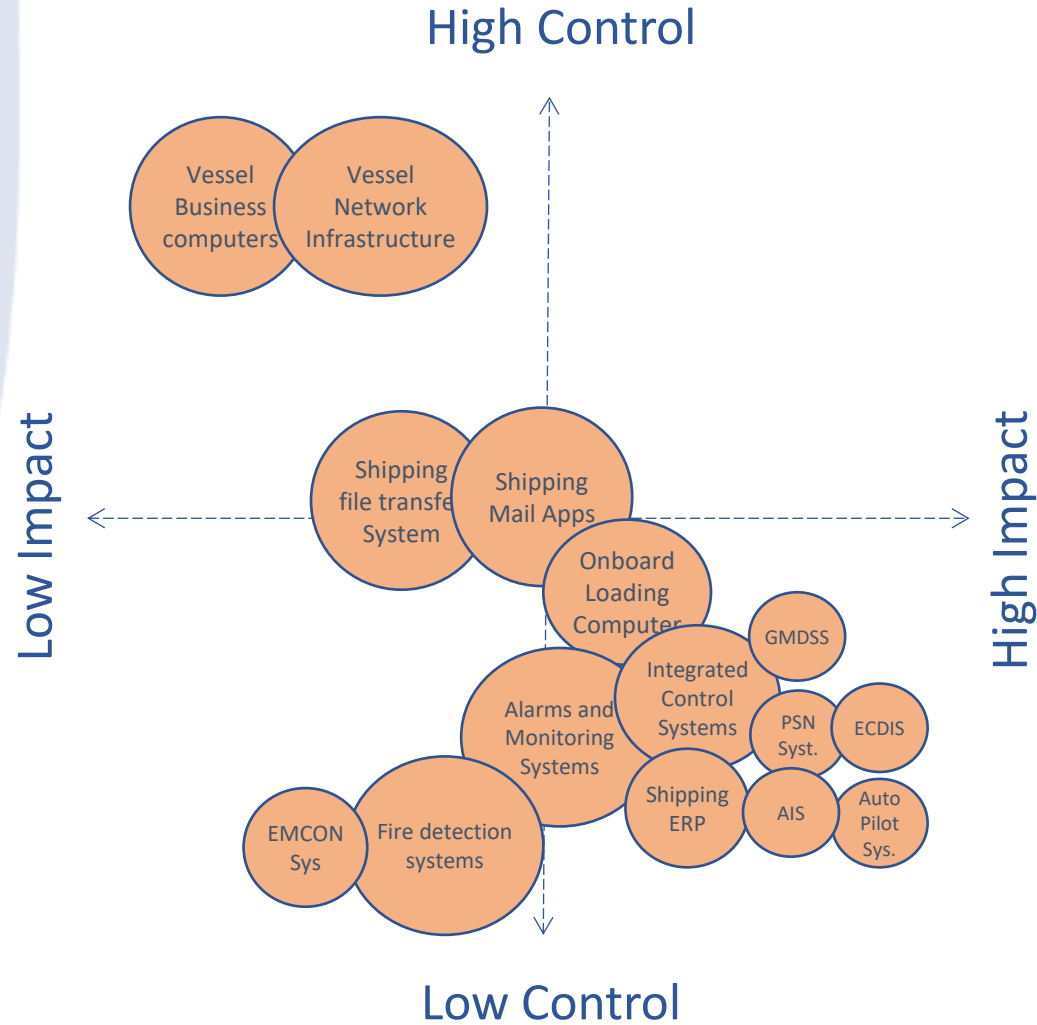 High Control
Vessel
Business
computers
Vessel
Network
Infrastructure
Low Impact
High Impact
Shipping
file transfe
System
Shipping
Mail Apps
Onboard
Loading
Computer
GMDSS
Integrated
Control
Systems
Alarms and
Monitoring
Systems
PSN
Syst.
ECDIS
Shipping
ERP
AIS
Auto
Pilot
Sys.
EMCON
Sys
Fire detection
systems
Low Control